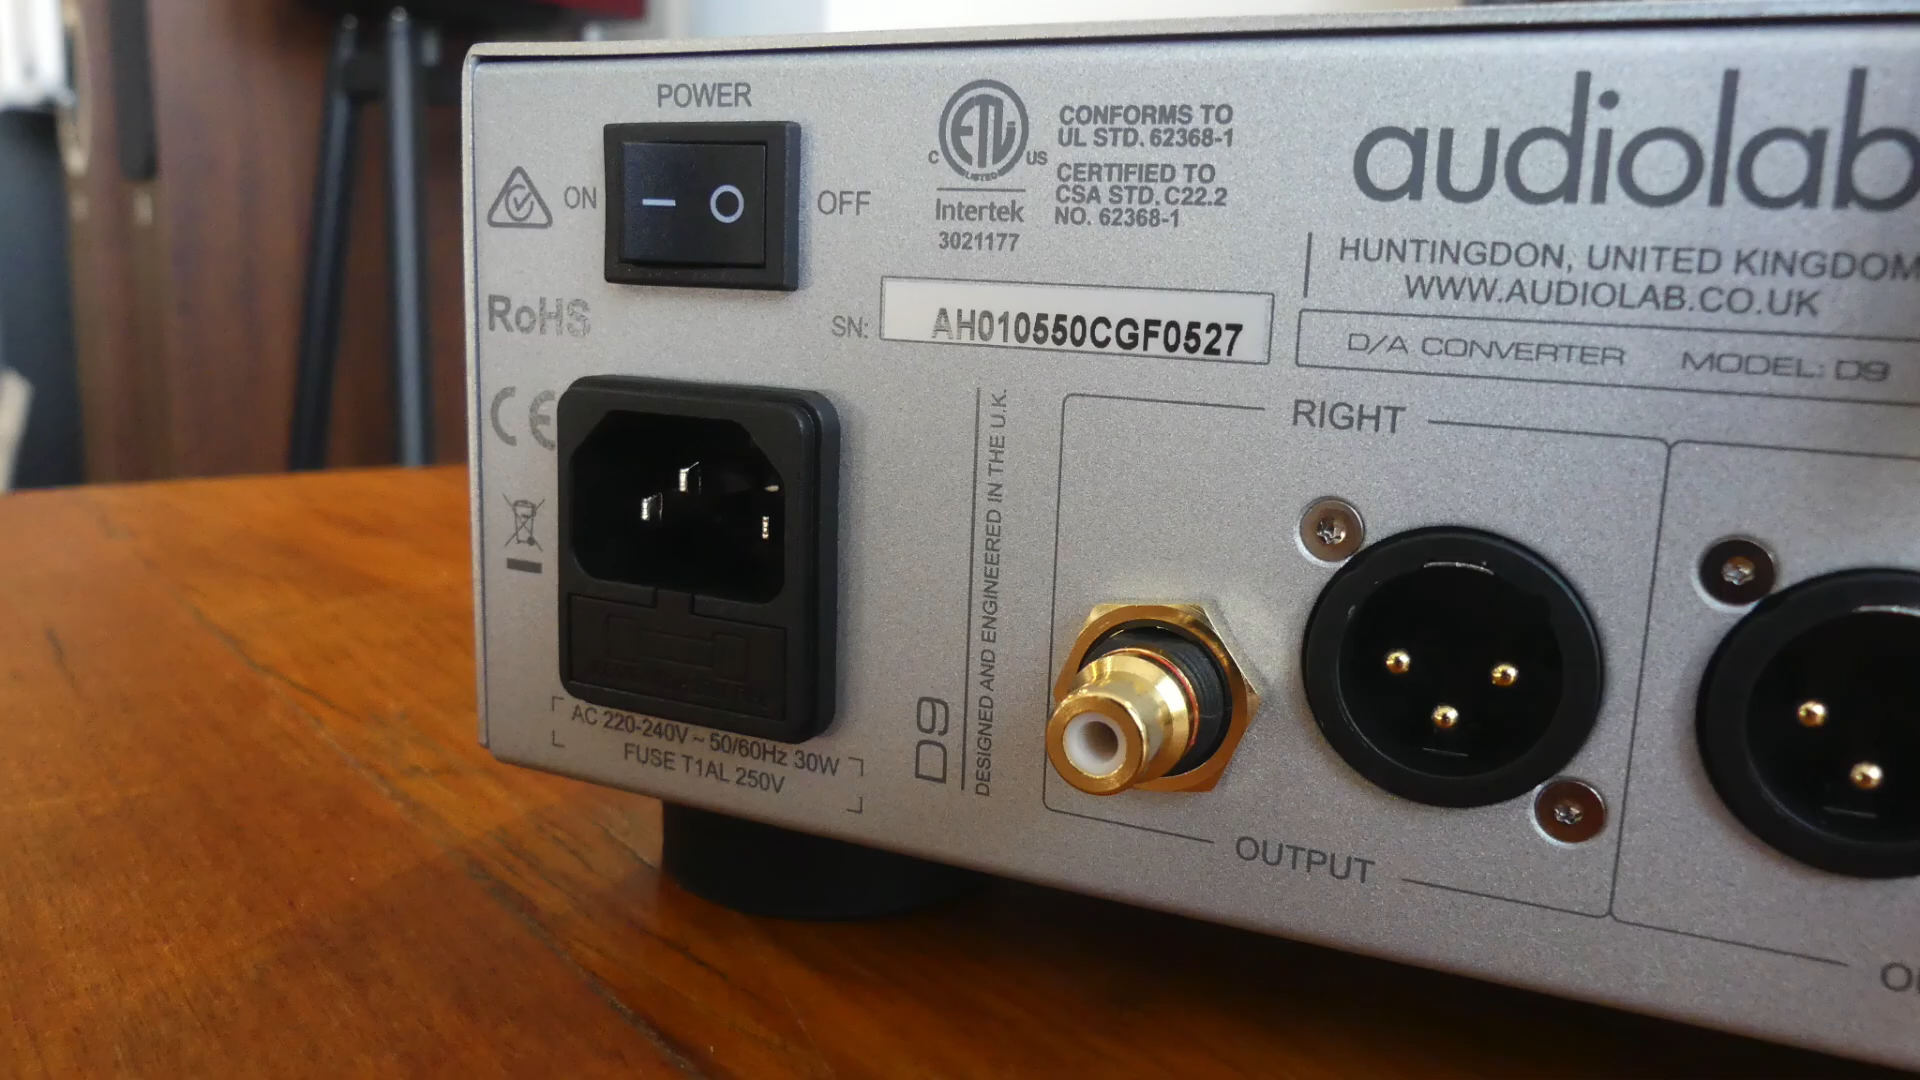 POWER
ON
OFF
RoHS
CE
ETL
LISTED
C
US
Intertek
3021177
CONFORMS TO
UL STD. 62368-1
CERTIFIED TO
CSA STD. C22.2
NO. 62368-1
SN:
AH010550CGF0527
audiolab
HUNTINGDON, UNITED KINGDOM
WWW.AUDIOLAB.CO.UK
D/A CONVERTER MODEL: D9
AC 220-240V ~ 50/60Hz 30W
FUSE T1AL 250V
D9
DESIGNED AND ENGINEERED IN THE U.K.
RIGHT
OUTPUT